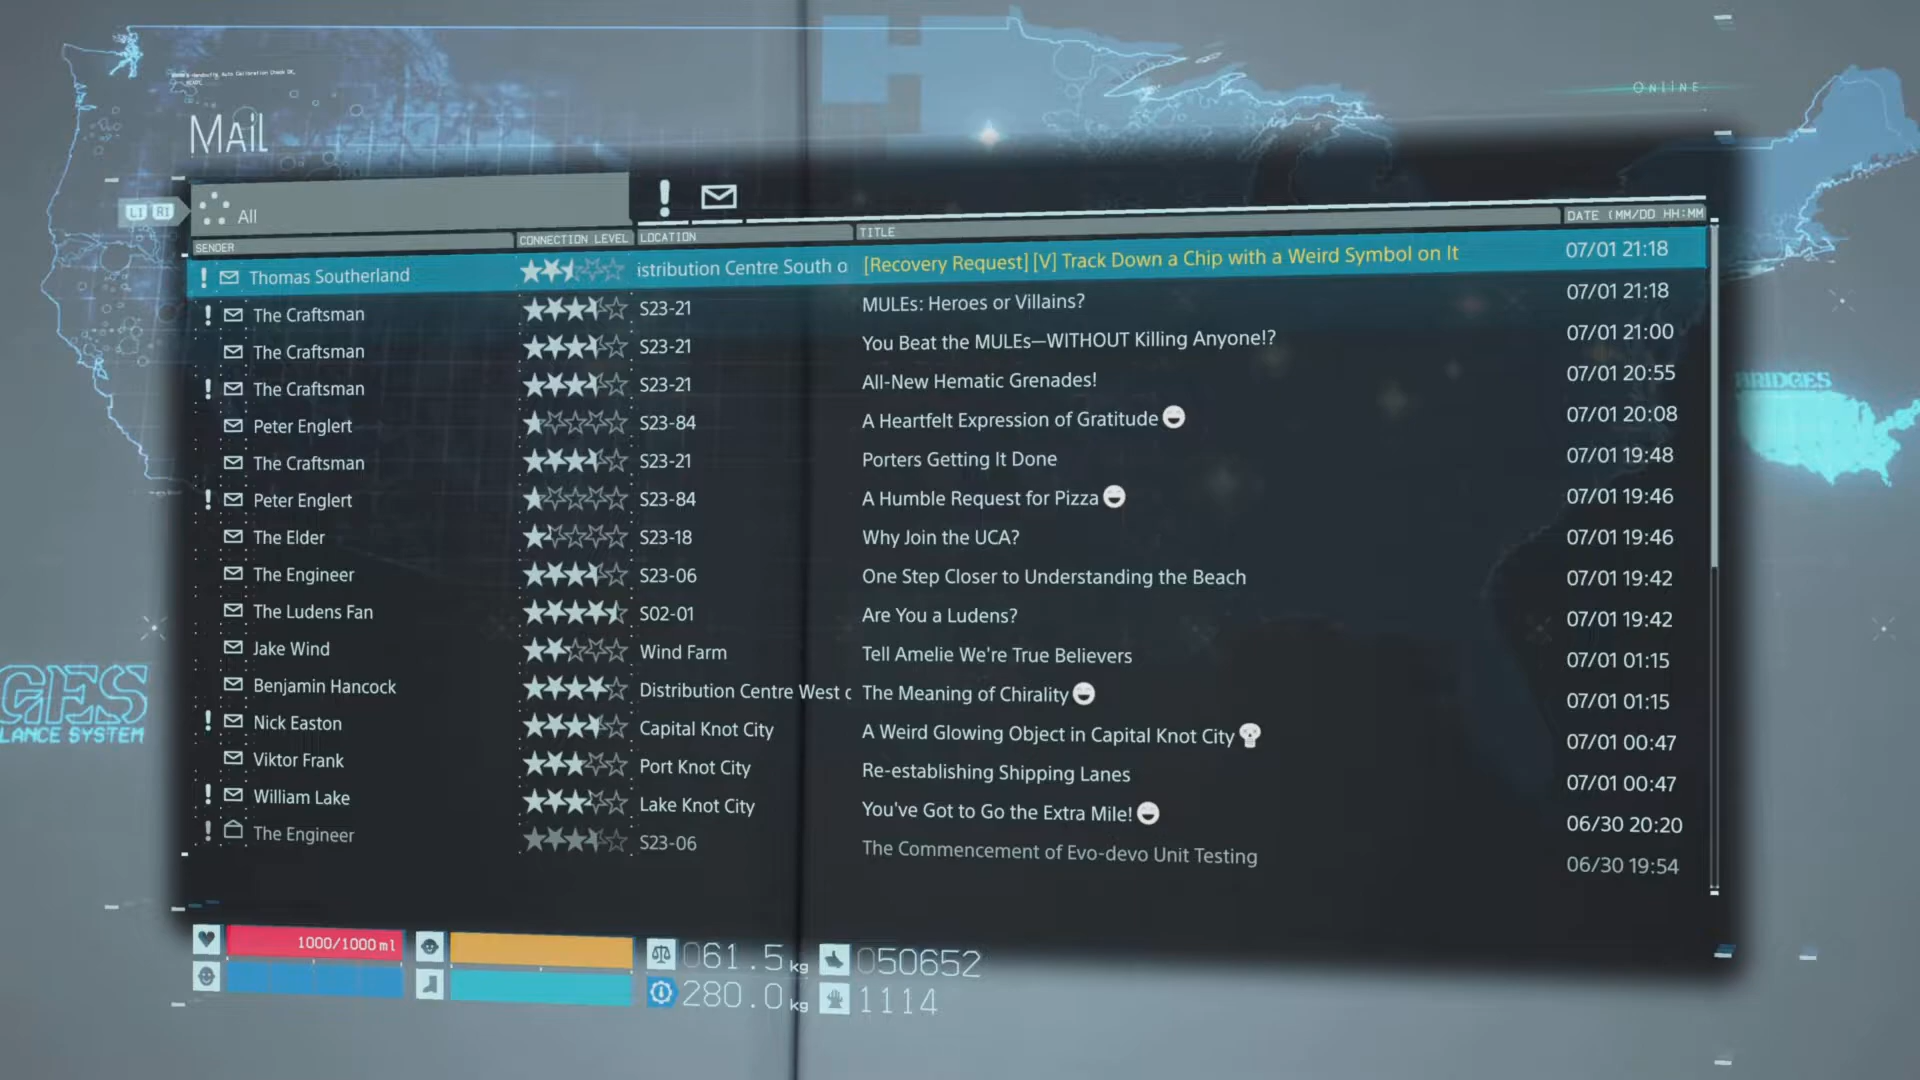 Online
Mail
L1 R1 All
SENDER CONNECTION LEVEL LOCATION TITLE DATE (MM/DD HH:MM
! Thomas Southerland istribution Centre South o [Recovery Request] [V] Track Down a Chip with a Weird Symbol on It 07/01 21:18
! The Craftsman S23-21 MULEs: Heroes or Villains? 07/01 21:18
The Craftsman S23-21 You Beat the MULEs—WITHOUT Killing Anyone!? 07/01 21:00
! The Craftsman S23-21 All-New Hematic Grenades! 07/01 20:55
Peter Englert S23-84 A Heartfelt Expression of Gratitude 07/01 20:08
The Craftsman S23-21 Porters Getting It Done 07/01 19:48
! Peter Englert S23-84 A Humble Request for Pizza 07/01 19:46
The Elder S23-18 Why Join the UCA? 07/01 19:46
The Engineer S23-06 One Step Closer to Understanding the Beach 07/01 19:42
The Ludens Fan S02-01 Are You a Ludens? 07/01 19:42
Jake Wind Wind Farm Tell Amelie We're True Believers 07/01 01:15
Benjamin Hancock Distribution Centre West o The Meaning of Chirality 07/01 01:15
! Nick Easton Capital Knot City A Weird Glowing Object in Capital Knot City 07/01 00:47
Viktor Frank Port Knot City Re-establishing Shipping Lanes 07/01 00:47
! William Lake Lake Knot City You've Got to Go the Extra Mile! 06/30 20:20
! The Engineer S23-06 The Commencement of Evo-devo Unit Testing 06/30 19:54
BRIDGES
GES
LANCE SYSTEM
1000/1000 ml 061.5 kg 050652
280.0 kg 1114